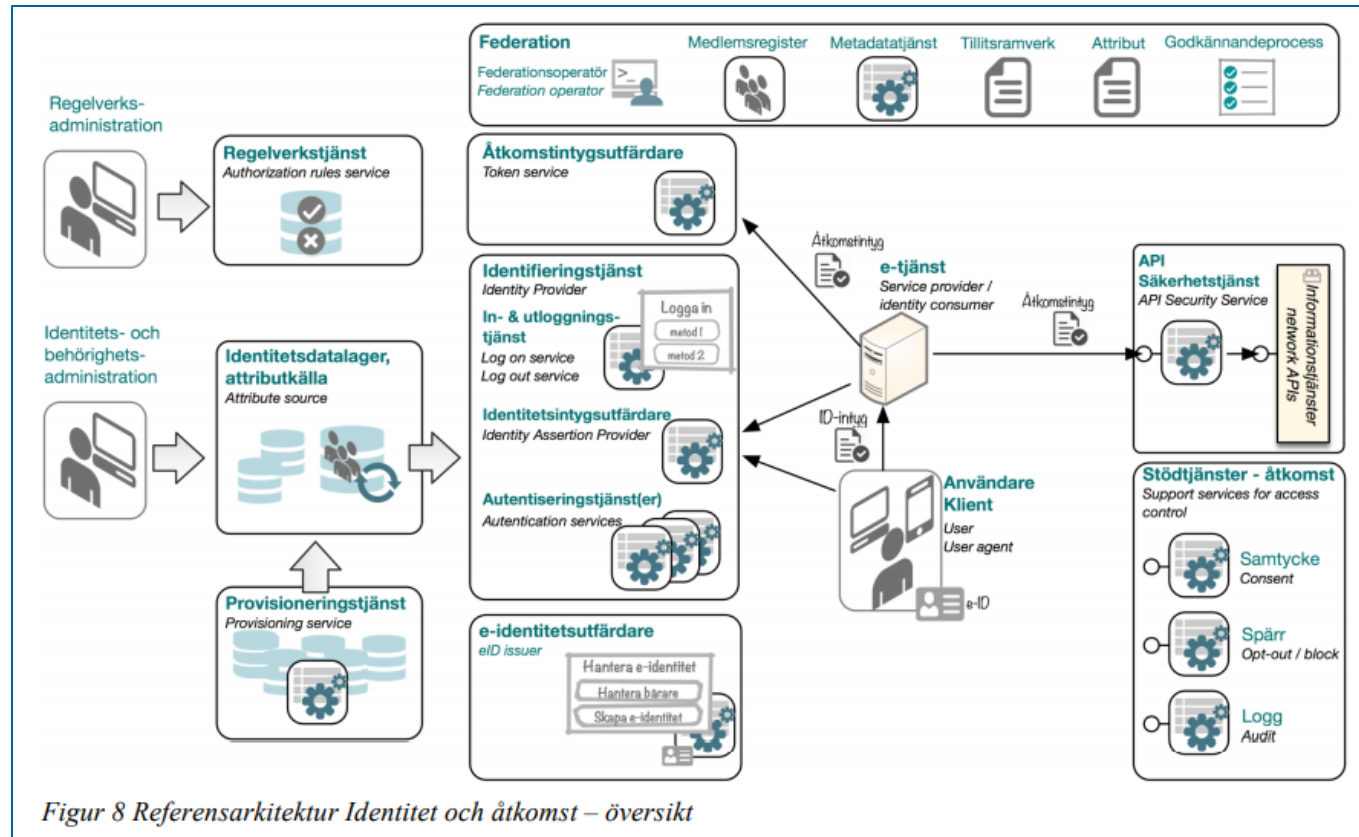 Federation
Federationsoperatör
Federation operator
Medlemsregister
Metadatatjänst
Tillitsramverk
Attribut
Godkännandeprocess
Regelverks-
administration
Regelverkstjänst
Authorization rules service
Åtkomstintygsutfärdare
Token service
Identifieringstjänst
Identity Provider
In- & utloggnings-
tjänst
Log on service
Log out service
Logga in
metod 1
metod 2
Identitetsintygsutfärdare
Identity Assertion Provider
Autentiseringstjänst(er)
Autentication services
Identitets- och
behörighets-
administration
Identitetsdatalager,
attributkälla
Attribute source
Provisioneringstjänst
Provisioning service
e-identitetsutfärdare
eID issuer
Hantera e-identitet
Hantera bärare
Skapa e-identitet
Åtkomstintyg
e-tjänst
Service provider /
identity consumer
Åtkomstintyg
ID-intyg
Användare
Klient
User
User agent
e-ID
API
Säkerhetstjänst
API Security Service
Informationstjänster
network APIs
Stödtjänster - åtkomst
Support services for access
control
Samtycke
Consent
Spärr
Opt-out / block
Logg
Audit
Figur 8 Referensarkitektur Identitet och åtkomst – översikt